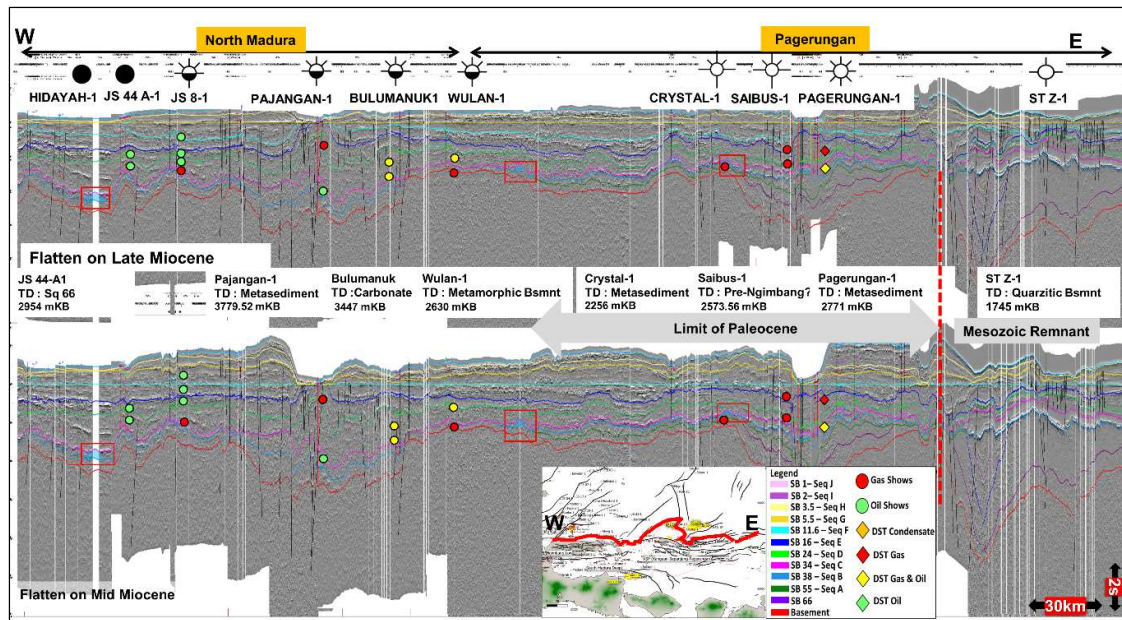 W
North Madura
Pagerungan
E
HIDAYAH-1
JS 44 A-1
JS 8-1
PAJANGAN-1
BULUMANUK1
WULAN-1
CRYSTAL-1
SAIBUS-1
PAGERUNGAN-1
ST Z-1
Flatten on Late Miocene
JS 44-A1
TD : Sq 66
2954 mKB
Pajangan-1
TD : Metasediment
3779.52 mKB
Bulumanuk
TD :Carbonate
3447 mKB
Wulan-1
TD : Metamorphic Bsmnt
2630 mKB
Crystal-1
TD : Metasediment
2256 mKB
Saibus-1
TD : Pre-Ngimbang?
2573.56 mKB
Pagerungan-1
TD : Metasediment
2771 mKB
ST Z-1
TD : Quarzitic Bsmnt
1745 mKB
Limit of Paleocene
Mesozoic Remnant
Flatten on Mid Miocene
W
E
Legend
SB 1– Seq J
SB 2– Seq I
SB 3.5 – Seq H
SB 5.5 – Seq G
SB 11.6 – Seq F
SB 16 – Seq E
SB 24 – Seq D
SB 34 – Seq C
SB 38 – Seq B
SB 55 – Seq A
SB 66
Basement
Gas Shows
Oil Shows
DST Condensate
DST Gas
DST Gas & Oil
DST Oil
30km
2s